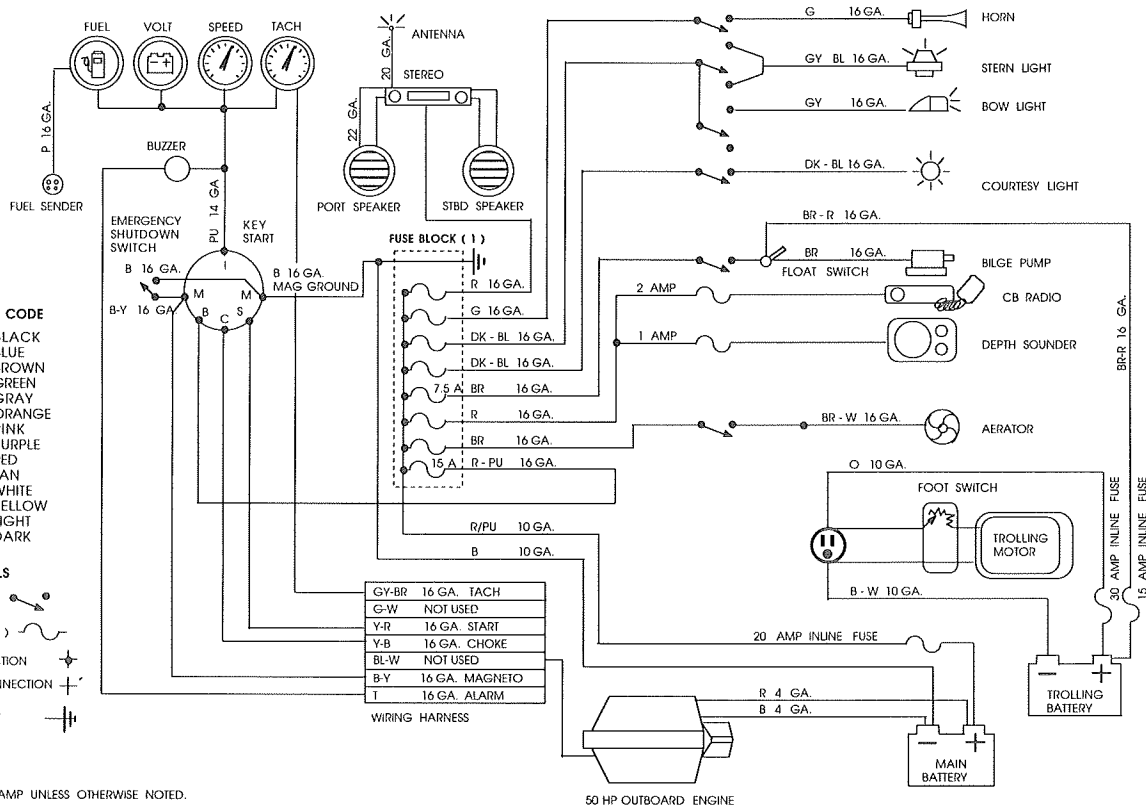 FUEL
VOLT
SPEED
TACH
ANTENNA
20 GA.
STEREO
22 GA.
P 16 GA.
BUZZER
FUEL SENDER
PU 14 GA
PORT SPEAKER
STBD SPEAKER
EMERGENCY
SHUTDOWN
SWITCH
KEY
START
B 16 GA.
B-Y 16 GA.
I
M
M
B
C
S
B 16 GA.
MAG GROUND
FUSE BLOCK ( 1 )
R 16 GA.
G 16 GA.
DK - BL 16 GA.
DK - BL 16 GA.
7.5 A BR 16 GA.
R 16 GA.
BR 16 GA.
15 A R - PU 16 GA.
R/PU 10 GA.
B 10 GA.
G 16 GA.
HORN
GY BL 16 GA.
STERN LIGHT
GY 16 GA.
BOW LIGHT
DK - BL 16 GA.
COURTESY LIGHT
BR - R 16 GA.
BR 16 GA.
FLOAT SWITCH
BILGE PUMP
2 AMP
CB RADIO
1 AMP
DEPTH SOUNDER
BR-R 16 GA.
BR - W 16 GA.
AERATOR
O 10 GA.
FOOT SWITCH
TROLLING
MOTOR
B - W 10 GA.
30 AMP INLINE FUSE
15 AMP INLINE FUSE
20 AMP INLINE FUSE
TROLLING
BATTERY
R 4 GA.
B 4 GA.
MAIN
BATTERY
50 HP OUTBOARD ENGINE
GY-BR 16 GA. TACH
G-W NOT USED
Y-R 16 GA. START
Y-B 16 GA. CHOKE
BL-W NOT USED
B-Y 16 GA. MAGNETO
T 16 GA. ALARM
WIRING HARNESS
CODE
LACK
LUE
ROWN
GREEN
GRAY
ORANGE
INK
URPLE
ED
AN
WHITE
ELLOW
IGHT
DARK
LS
)
TION
NNECTION
AMP UNLESS OTHERWISE NOTED.